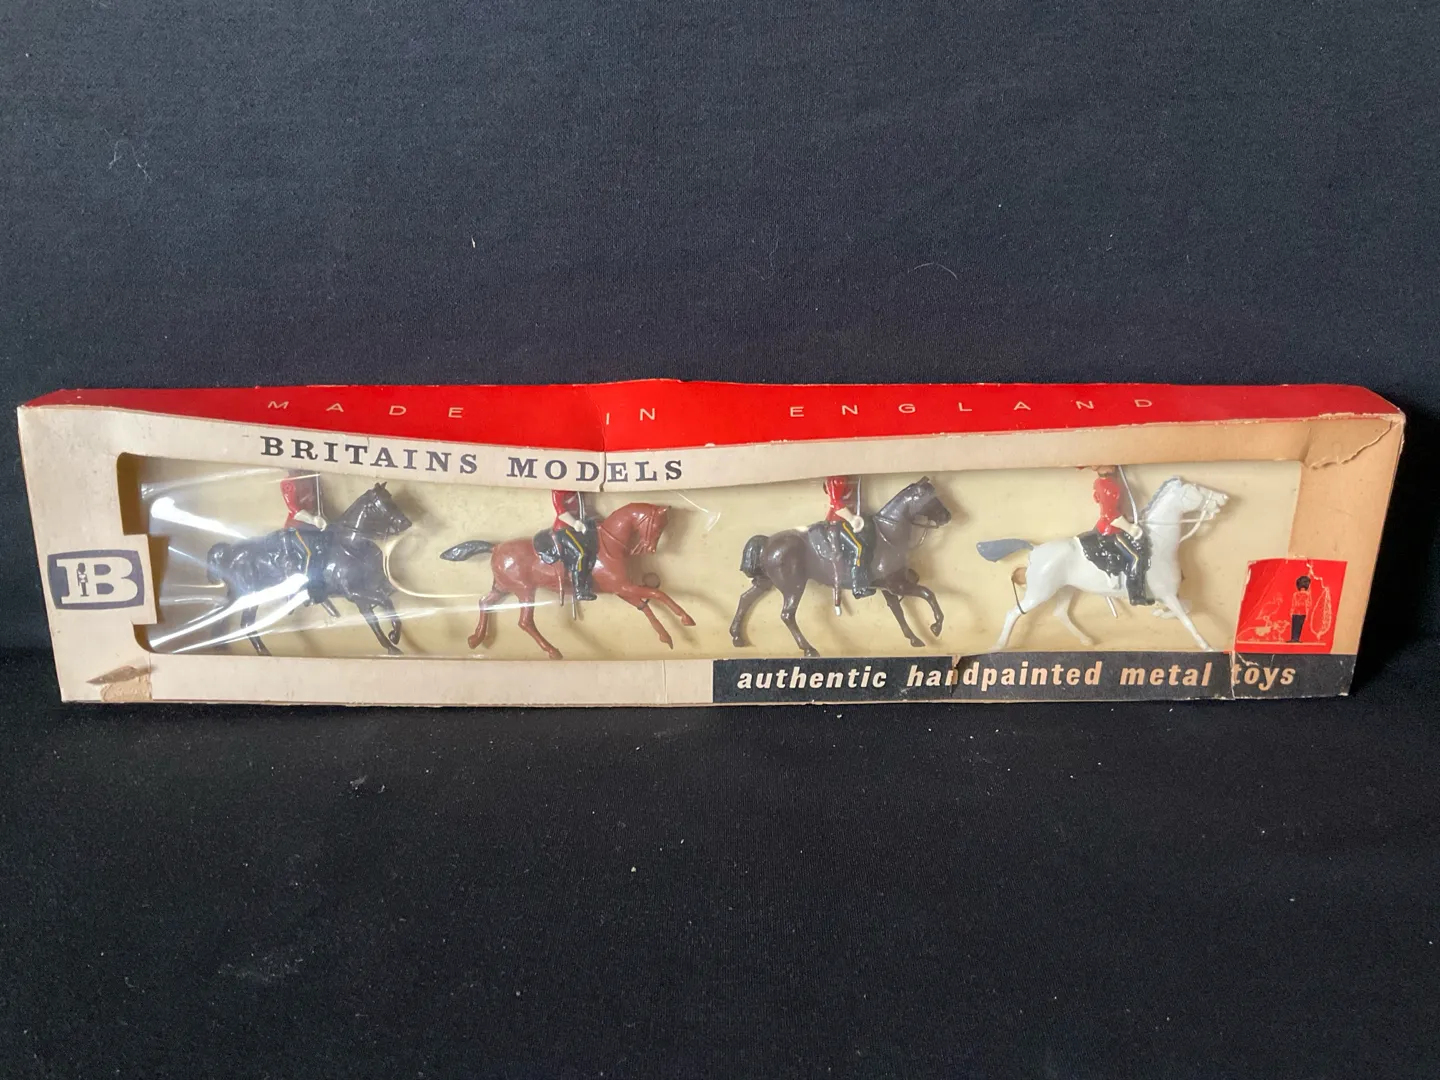 MADE IN ENGLAND
BRITAINS MODELS
B
authentic handpainted metal toys